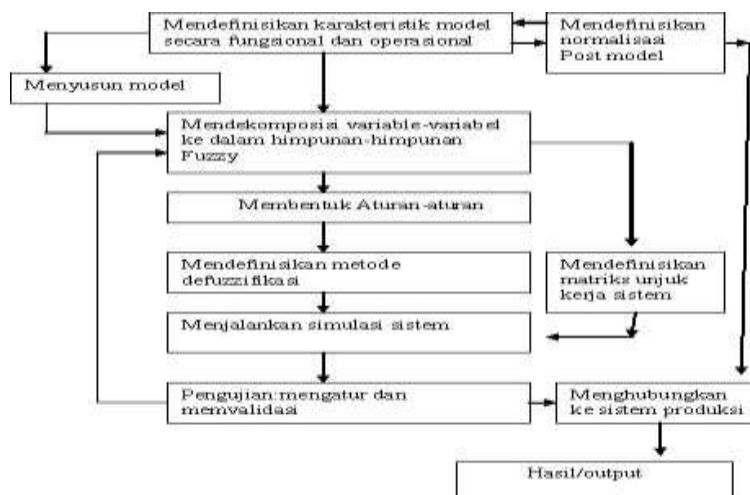 Mendefinisikan karakteristik model
secara fungsional dan operasional
Mendefinisikan
normalisasi
Post model
Menyusun model
Mendekomposisi variable-variabel
ke dalam himpunan-himpunan
Fuzzy
Membentuk Aturan-aturan
Mendefinisikan metode
defuzzifikasi
Mendefinisikan
matriks unjuk
kerja sistem
Menjalankan simulasi sistem
Pengujian:mengatur dan
memvalidasi
Menghubungkan
ke sistem produksi
Hasil/output